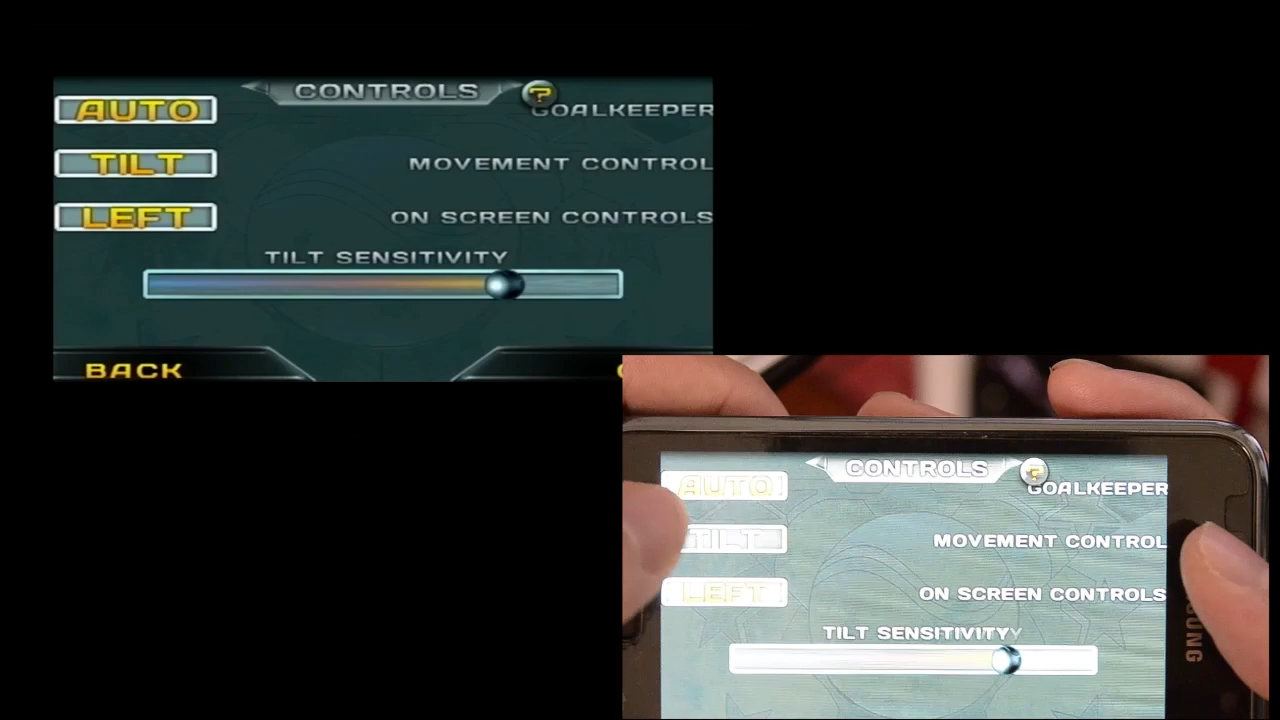 CONTROLS ?
AUTO GOALKEEPER
TILT MOVEMENT CONTROL
LEFT ON SCREEN CONTROLS
TILT SENSITIVITY
BACK
CONTROLS ?
AUTO GOALKEEPER
TILT MOVEMENT CONTROL
LEFT ON SCREEN CONTROLS
TILT SENSITIVITY